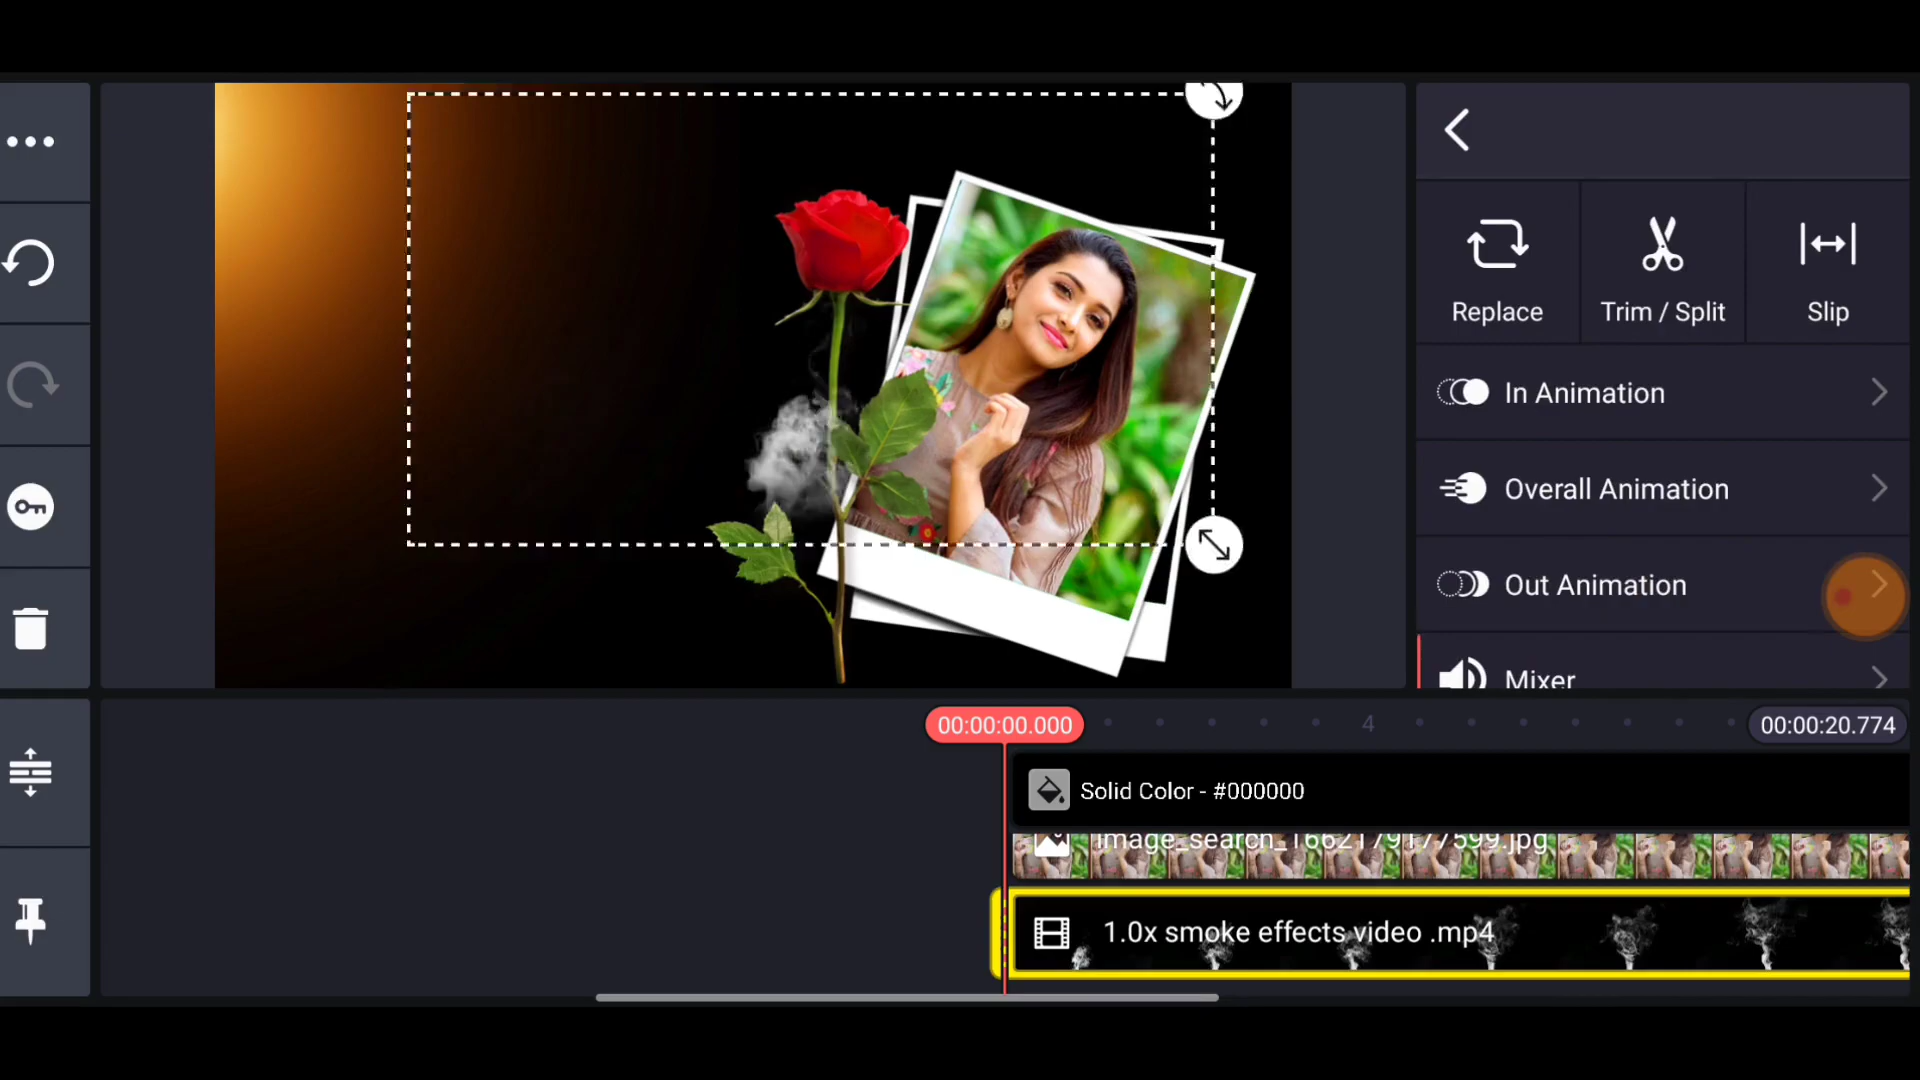 Replace
Trim / Split
Slip
In Animation
Overall Animation
Out Animation
Mixer
00:00:00.000
4
00:00:20.774
Solid Color - #000000
image_search_1662179177599.jpg
1.0x smoke effects video .mp4